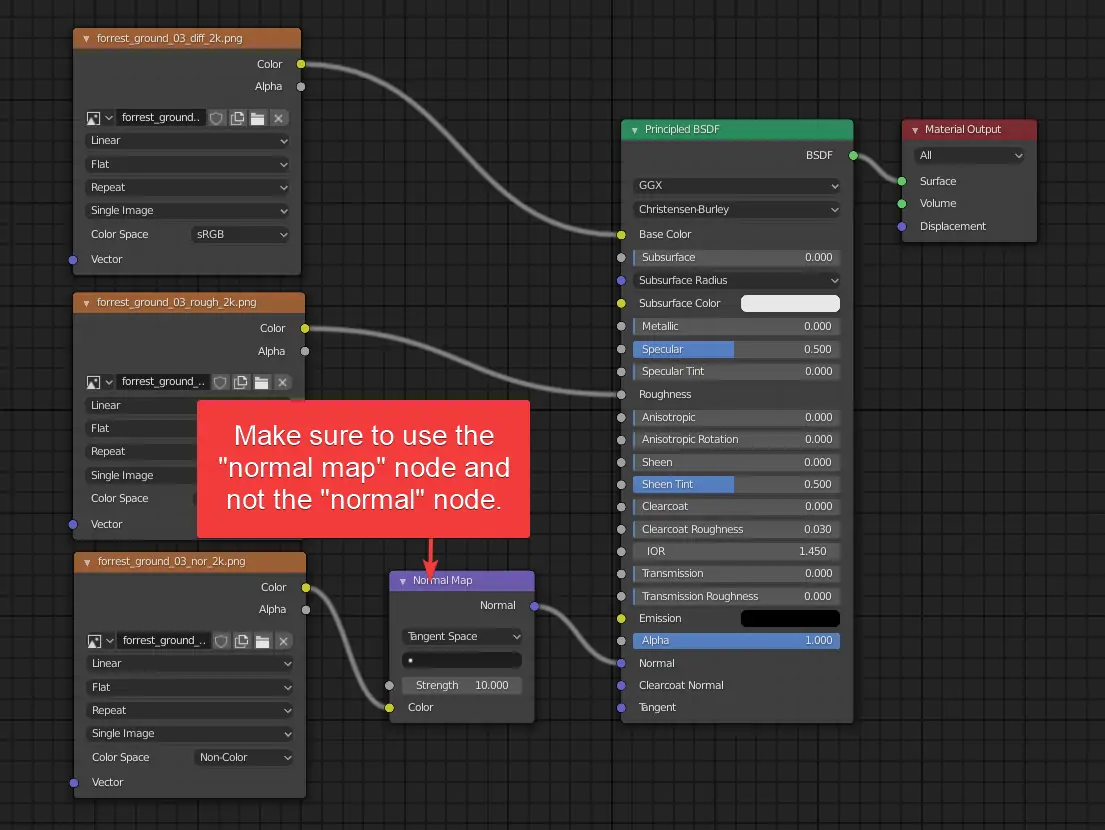 forrest_ground_03_diff_2k.png
Color
Alpha
forrest_ground..
Linear
Flat
Repeat
Single Image
Color Space sRGB
Vector
forrest_ground_03_rough_2k.png
Color
Alpha
forrest_ground_..
Linear
Flat
Repeat
Single Image
Color Space
Vector
Make sure to use the
"normal map" node and
not the "normal" node.
forrest_ground_03_nor_2k.png
Color
Alpha
forrest_ground_..
Linear
Flat
Repeat
Single Image
Color Space Non-Color
Vector
Normal Map
Normal
Tangent Space
Strength 10.000
Color
Principled BSDF
BSDF
GGX
Christensen-Burley
Base Color
Subsurface 0.000
Subsurface Radius
Subsurface Color
Metallic 0.000
Specular 0.500
Specular Tint 0.000
Roughness
Anisotropic 0.000
Anisotropic Rotation 0.000
Sheen 0.000
Sheen Tint 0.500
Clearcoat 0.000
Clearcoat Roughness 0.030
IOR 1.450
Transmission 0.000
Transmission Roughness 0.000
Emission
Alpha 1.000
Normal
Clearcoat Normal
Tangent
Material Output
All
Surface
Volume
Displacement